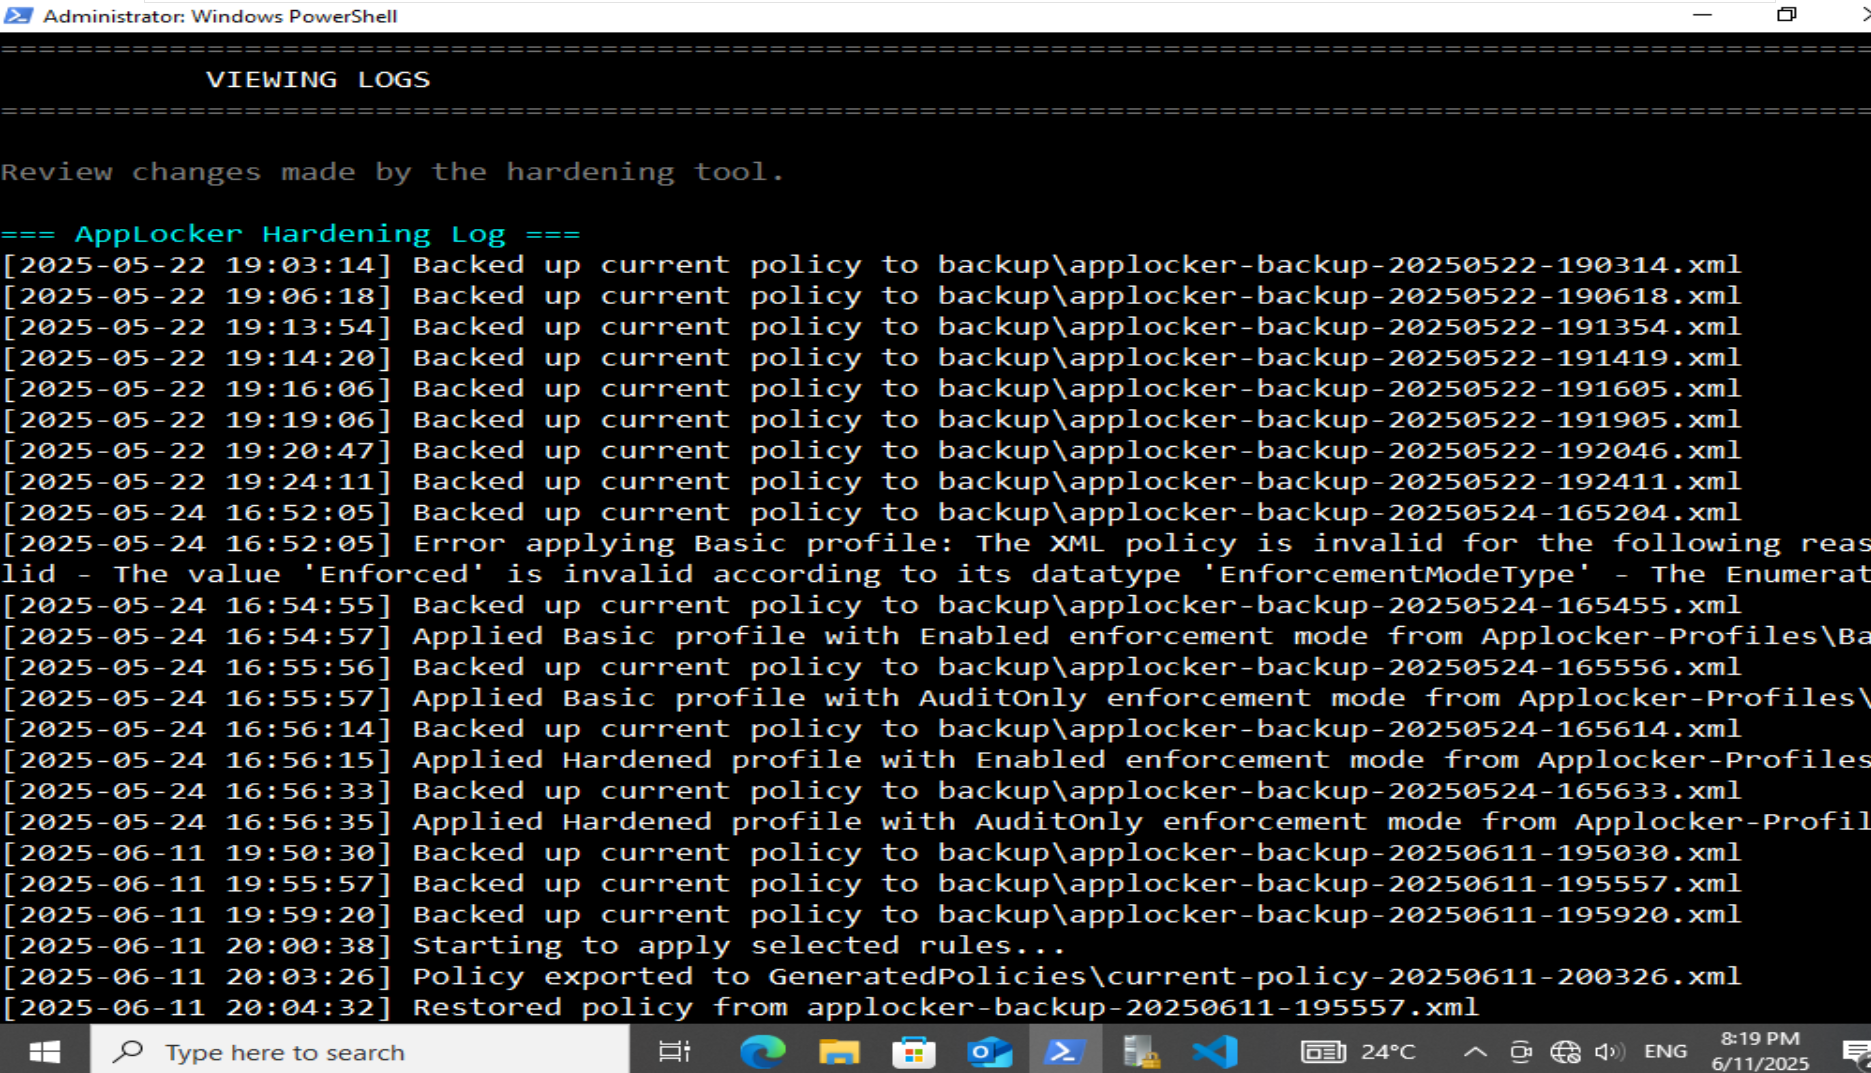 Administrator: Windows PowerShell
====================================================================================================
VIEWING LOGS
====================================================================================================
Review changes made by the hardening tool.
=== AppLocker Hardening Log ===
[2025-05-22 19:03:14] Backed up current policy to backup\applocker-backup-20250522-190314.xml
[2025-05-22 19:06:18] Backed up current policy to backup\applocker-backup-20250522-190618.xml
[2025-05-22 19:13:54] Backed up current policy to backup\applocker-backup-20250522-191354.xml
[2025-05-22 19:14:20] Backed up current policy to backup\applocker-backup-20250522-191419.xml
[2025-05-22 19:16:06] Backed up current policy to backup\applocker-backup-20250522-191605.xml
[2025-05-22 19:19:06] Backed up current policy to backup\applocker-backup-20250522-191905.xml
[2025-05-22 19:20:47] Backed up current policy to backup\applocker-backup-20250522-192046.xml
[2025-05-22 19:24:11] Backed up current policy to backup\applocker-backup-20250522-192411.xml
[2025-05-24 16:52:05] Backed up current policy to backup\applocker-backup-20250524-165204.xml
[2025-05-24 16:52:05] Error applying Basic profile: The XML policy is invalid for the following reas
lid - The value 'Enforced' is invalid according to its datatype 'EnforcementModeType' - The Enumerat
[2025-05-24 16:54:55] Backed up current policy to backup\applocker-backup-20250524-165455.xml
[2025-05-24 16:54:57] Applied Basic profile with Enabled enforcement mode from Applocker-Profiles\Ba
[2025-05-24 16:55:56] Backed up current policy to backup\applocker-backup-20250524-165556.xml
[2025-05-24 16:55:57] Applied Basic profile with AuditOnly enforcement mode from Applocker-Profiles\
[2025-05-24 16:56:14] Backed up current policy to backup\applocker-backup-20250524-165614.xml
[2025-05-24 16:56:15] Applied Hardened profile with Enabled enforcement mode from Applocker-Profiles
[2025-05-24 16:56:33] Backed up current policy to backup\applocker-backup-20250524-165633.xml
[2025-05-24 16:56:35] Applied Hardened profile with AuditOnly enforcement mode from Applocker-Profil
[2025-06-11 19:50:30] Backed up current policy to backup\applocker-backup-20250611-195030.xml
[2025-06-11 19:55:57] Backed up current policy to backup\applocker-backup-20250611-195557.xml
[2025-06-11 19:59:20] Backed up current policy to backup\applocker-backup-20250611-195920.xml
[2025-06-11 20:00:38] Starting to apply selected rules...
[2025-06-11 20:03:26] Policy exported to GeneratedPolicies\current-policy-20250611-200326.xml
[2025-06-11 20:04:32] Restored policy from applocker-backup-20250611-195557.xml
Type here to search
24°C
ENG
8:19 PM
6/11/2025